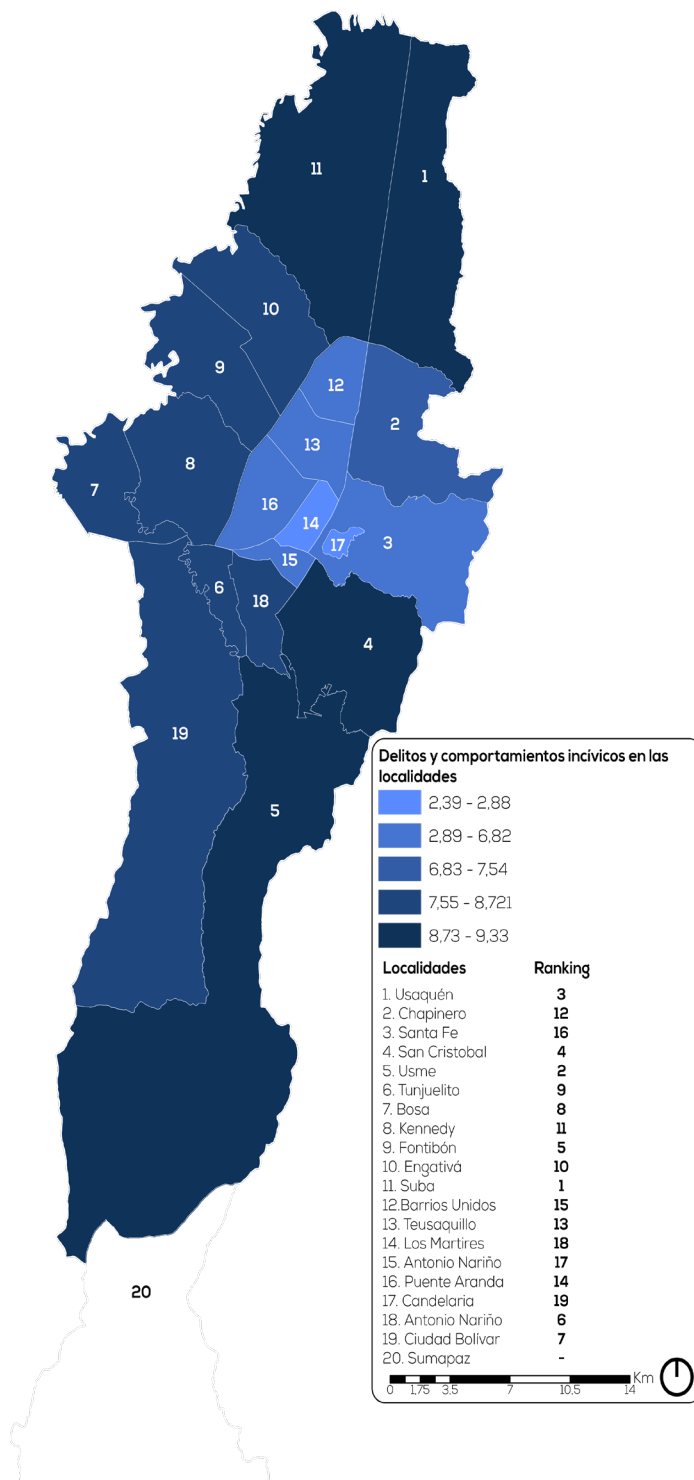 11
1
10
9
12
2
13
8
7
16
14
17
3
15
6
18
4
19
5
20
Delitos y comportamientos incívicos en las
localidades
2,39 - 2,88
2,89 - 6,82
6,83 - 7,54
7,55 - 8,721
8,73 - 9,33
Localidades Ranking
1. Usaquén 3
2. Chapinero 12
3. Santa Fe 16
4. San Cristobal 4
5. Usme 2
6. Tunjuelito 9
7. Bosa 8
8. Kennedy 11
9. Fontibón 5
10. Engativá 10
11. Suba 1
12.Barrios Unidos 15
13. Teusaquillo 13
14. Los Martires 18
15. Antonio Nariño 17
16. Puente Aranda 14
17. Candelaria 19
18. Antonio Nariño 6
19. Ciudad Bolívar 7
20. Sumapaz -
Km
0 1,75 3,5 7 10,5 14